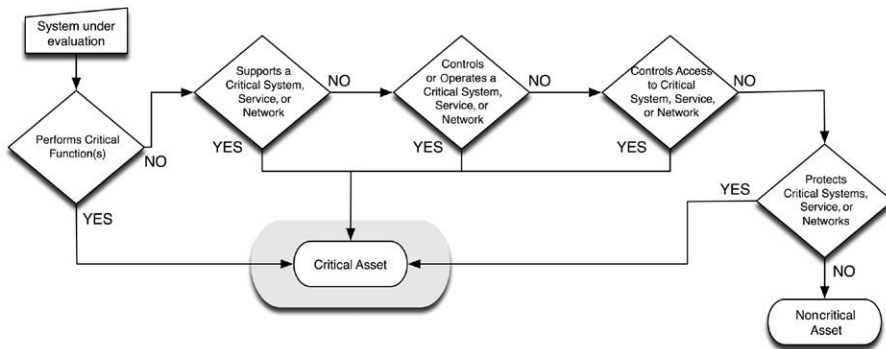 System under
evaluation
Performs Critical
Function(s)
NO
YES
Supports a
Critical System,
Service, or
Network
NO
YES
Controls
or Operates a
Critical System,
Service, or
Network
NO
YES
Controls Access
to Critical
System, Service,
or Network
NO
YES
Protects
Critical Systems,
Service, or
Networks
YES
NO
Critical Asset
Noncritical
Asset